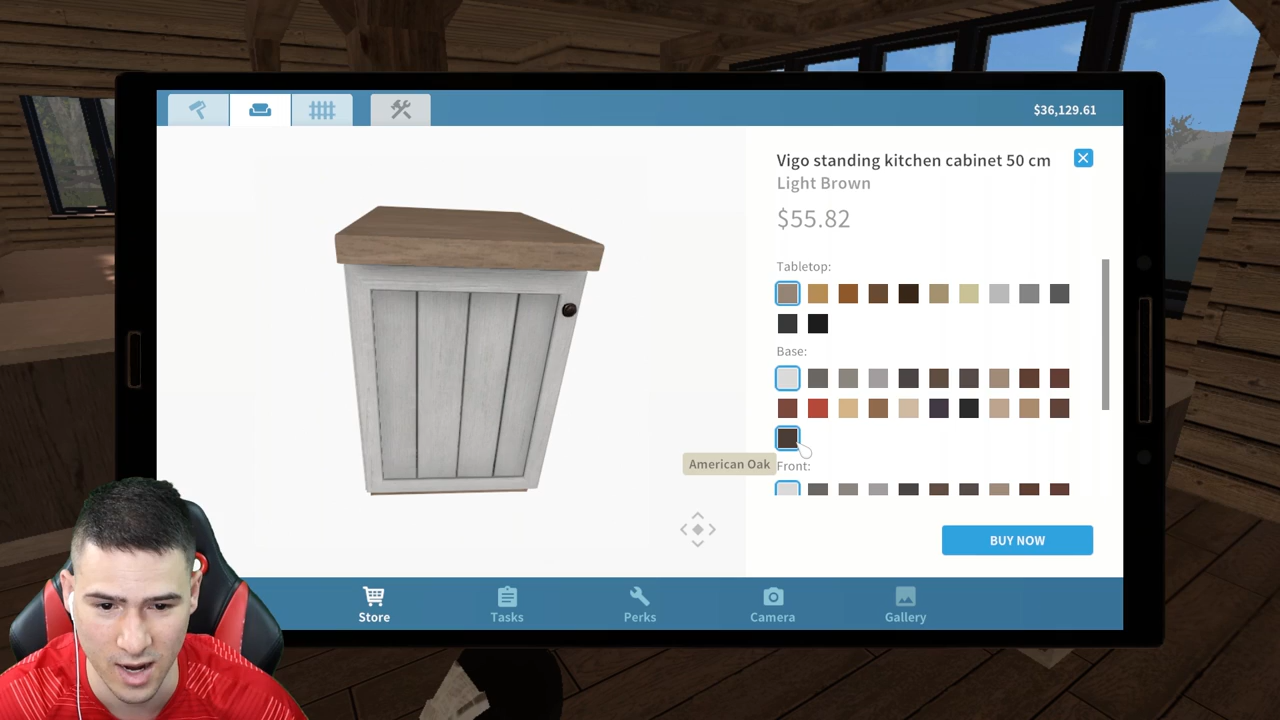 $36,129.61
Vigo standing kitchen cabinet 50 cm
Light Brown
$55.82
Tabletop:
Base:
American Oak
Front:
BUY NOW
Store
Tasks
Perks
Camera
Gallery